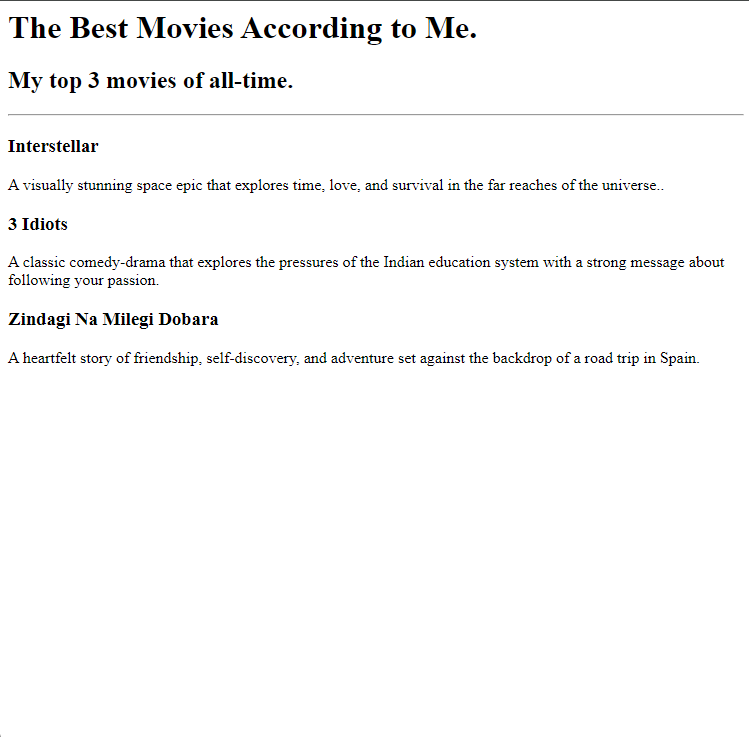 The Best Movies According to Me.
My top 3 movies of all-time.
Interstellar
A visually stunning space epic that explores time, love, and survival in the far reaches of the universe..
3 Idiots
A classic comedy-drama that explores the pressures of the Indian education system with a strong message about
following your passion.
Zindagi Na Milegi Dobara
A heartfelt story of friendship, self-discovery, and adventure set against the backdrop of a road trip in Spain.